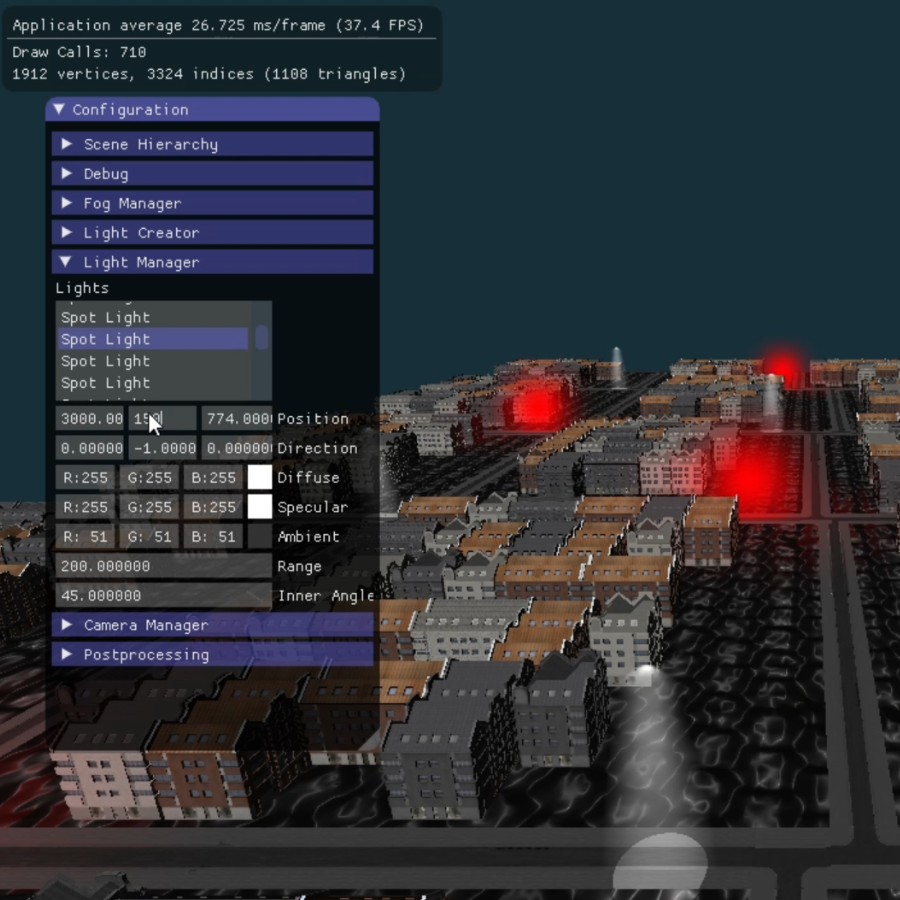 Application average 26.725 ms/frame (37.4 FPS)
Draw Calls: 710
1912 vertices, 3324 indices (1108 triangles)
Configuration
Scene Hierarchy
Debug
Fog Manager
Light Creator
Light Manager
Lights
Spot Light
Spot Light
Spot Light
Spot Light
3000.00 774.000 Position
0.00000 -1.0000 0.00000 Direction
R:255 G:255 B:255 Diffuse
R:255 G:255 B:255 Specular
R: 51 G: 51 B: 51 Ambient
200.000000 Range
45.000000 Inner Angle
Camera Manager
Postprocessing